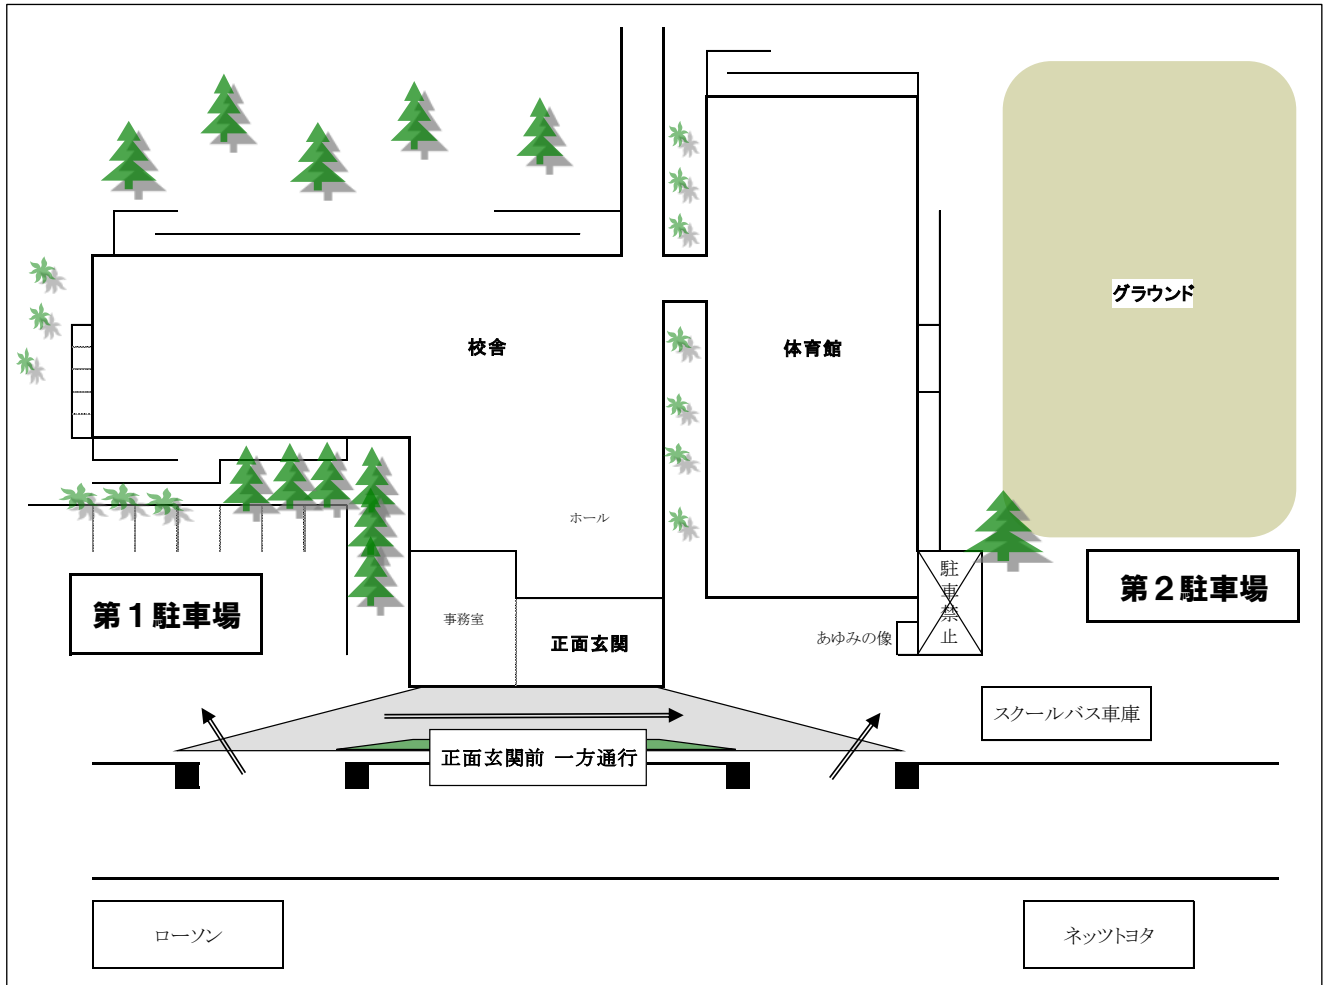 グラウンド
校舎
体育館
ホール
駐車禁止
第２駐車場
第１駐車場
事務室
正面玄関
あゆみの像
スクールバス車庫
正面玄関前 一方通行
ローソン
ネッツトヨタ